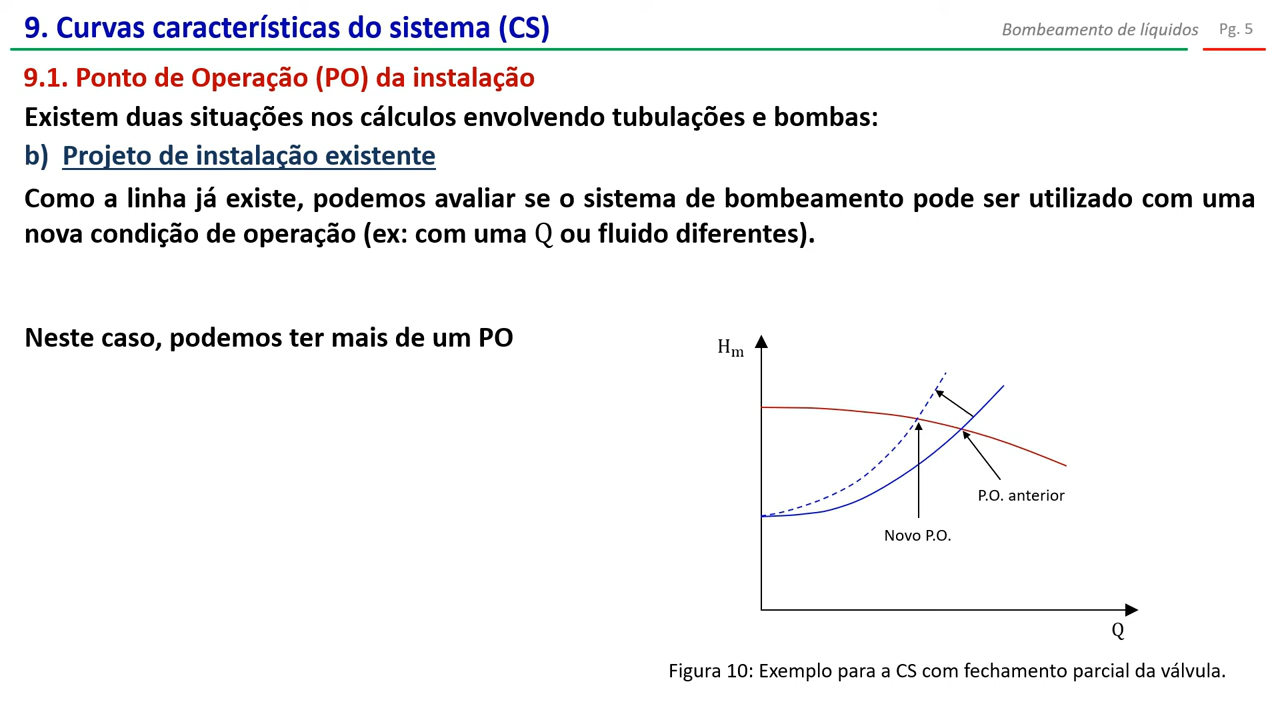 9. Curvas características do sistema (CS)
Bombeamento de líquidos
Pg. 5
9.1. Ponto de Operação (PO) da instalação
Existem duas situações nos cálculos envolvendo tubulações e bombas:
b) Projeto de instalação existente
Como a linha já existe, podemos avaliar se o sistema de bombeamento pode ser utilizado com uma
nova condição de operação (ex: com uma Q ou fluido diferentes).
Neste caso, podemos ter mais de um PO
Hm
P.O. anterior
Novo P.O.
Q
Figura 10: Exemplo para a CS com fechamento parcial da válvula.